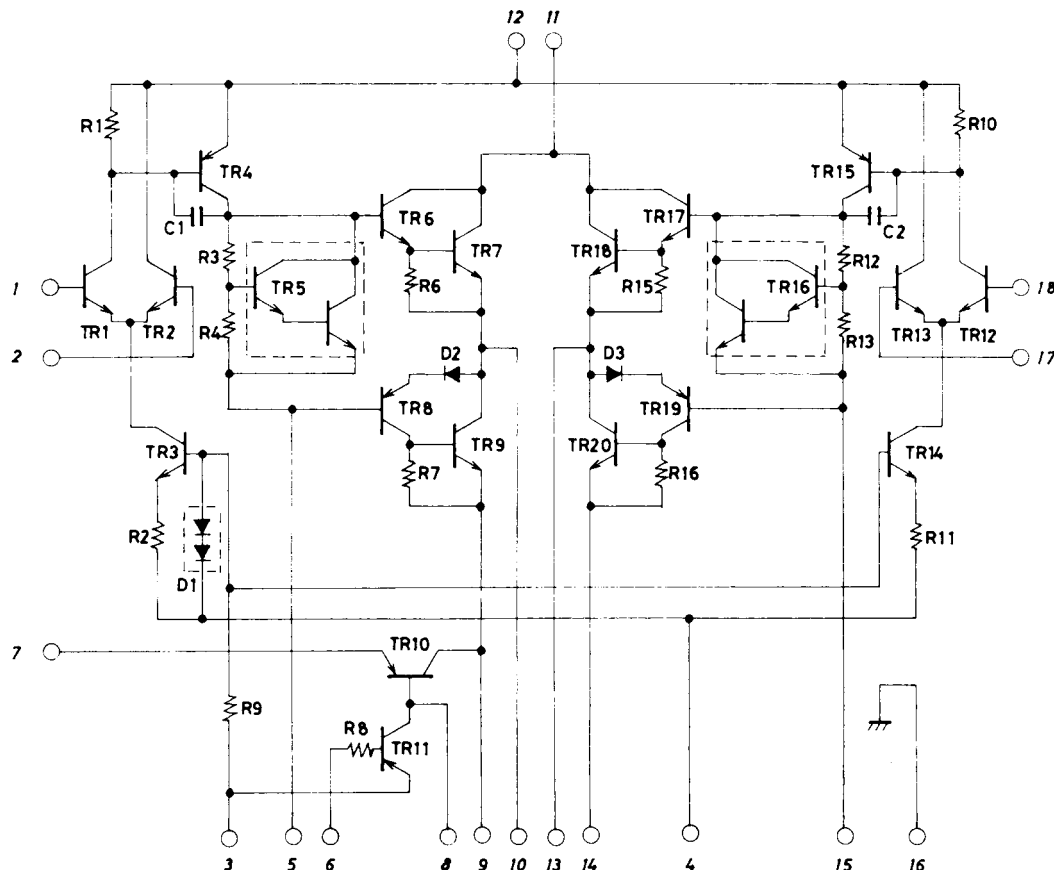 12 11
R1 R10
TR4 TR15
TR6 TR17
C1 C2
R3 TR7 TR18 R12
TR5 R6 R15 TR16
1 18
TR1 TR2 R4 R13 TR13 TR12
2 D2 D3 17
TR8 TR19
TR3 TR9 TR20 TR14
R7 R16
R2 R11
D1
7 TR10
R9
R8 TR11
3 5 6 8 9 10 13 14 4 15 16